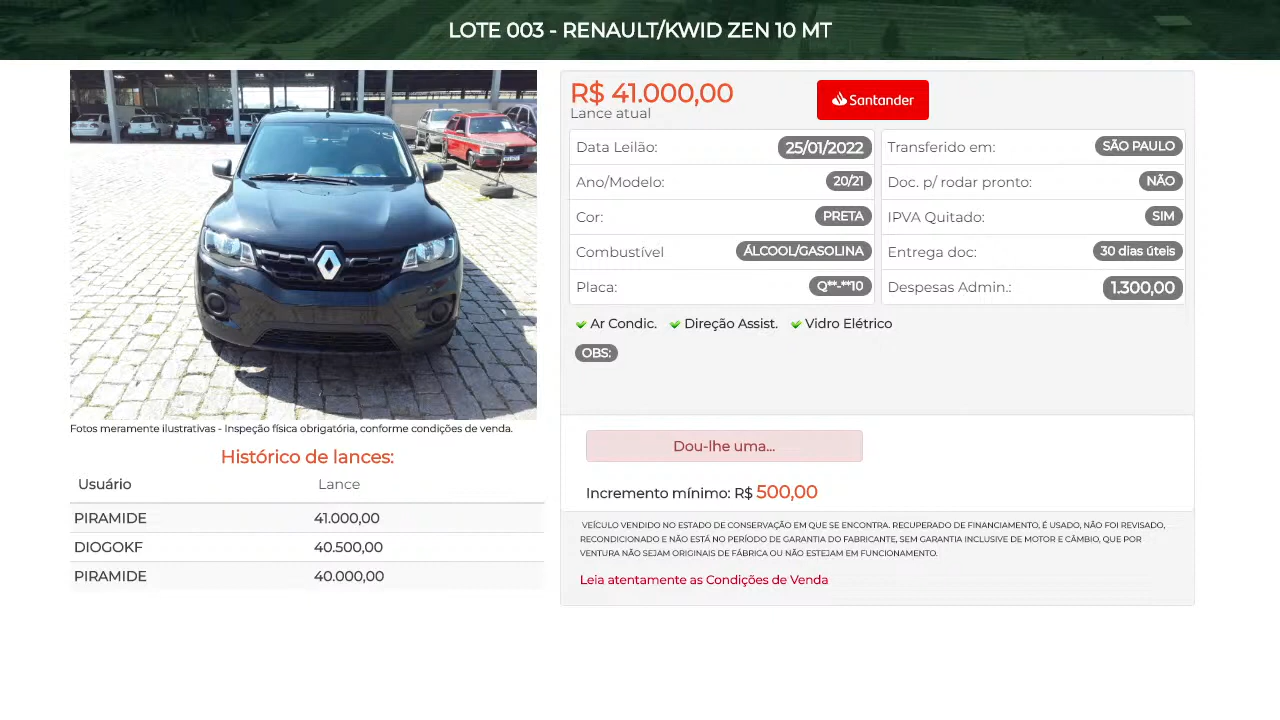 LOTE 003 - RENAULT/KWID ZEN 10 MT
R$ 41.000,00
Lance atual
Santander
Data Leilão: 25/01/2022
Ano/Modelo: 20/21
Cor: PRETA
Combustível ÁLCOOL/GASOLINA
Placa: Q**-**10
Transferido em: SÃO PAULO
Doc. p/ rodar pronto: NÃO
IPVA Quitado: SIM
Entrega doc: 30 dias úteis
Despesas Admin.: 1.300,00
Ar Condic. Direção Assist. Vidro Elétrico
OBS:
Fotos meramente ilustrativas - Inspeção física obrigatória, conforme condições de venda.
Histórico de lances:
Usuário Lance
PIRAMIDE 41.000,00
DIOGOKF 40.500,00
PIRAMIDE 40.000,00
Dou-lhe uma...
Incremento mínimo: R$ 500,00
VEÍCULO VENDIDO NO ESTADO DE CONSERVAÇÃO EM QUE SE ENCONTRA. RECUPERADO DE FINANCIAMENTO, É USADO, NÃO FOI REVISADO,
RECONDICIONADO E NÃO ESTÁ NO PERÍODO DE GARANTIA DO FABRICANTE, SEM GARANTIA INCLUSIVE DE MOTOR E CÂMBIO, QUE POR
VENTURA NÃO SEJAM ORIGINAIS DE FÁBRICA OU NÃO ESTEJAM EM FUNCIONAMENTO.
Leia atentamente as Condições de Venda